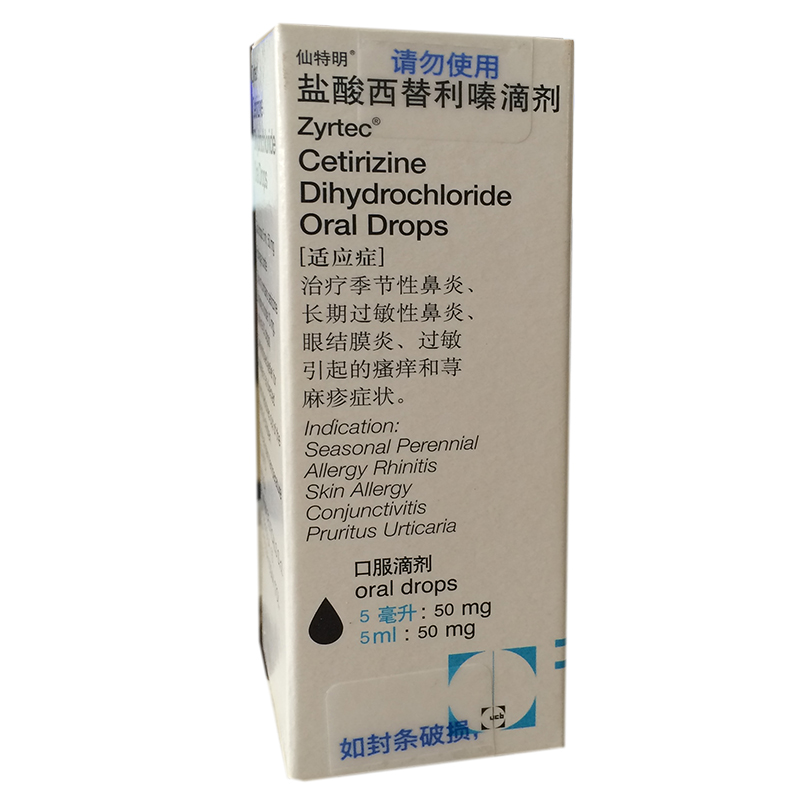 仙特明®
请勿使用
盐酸西替利嗪滴剂
Zyrtec®
Cetirizine
Dihydrochloride
Oral Drops
[适应症]
治疗季节性鼻炎、
长期过敏性鼻炎、
眼结膜炎、过敏
引起的瘙痒和荨
麻疹症状。
Indication:
Seasonal Perennial
Allergy Rhinitis
Skin Allergy
Conjunctivitis
Pruritus Urticaria
口服滴剂
oral drops
5 毫升: 50 mg
5ml : 50 mg
ucb
如封条破损,